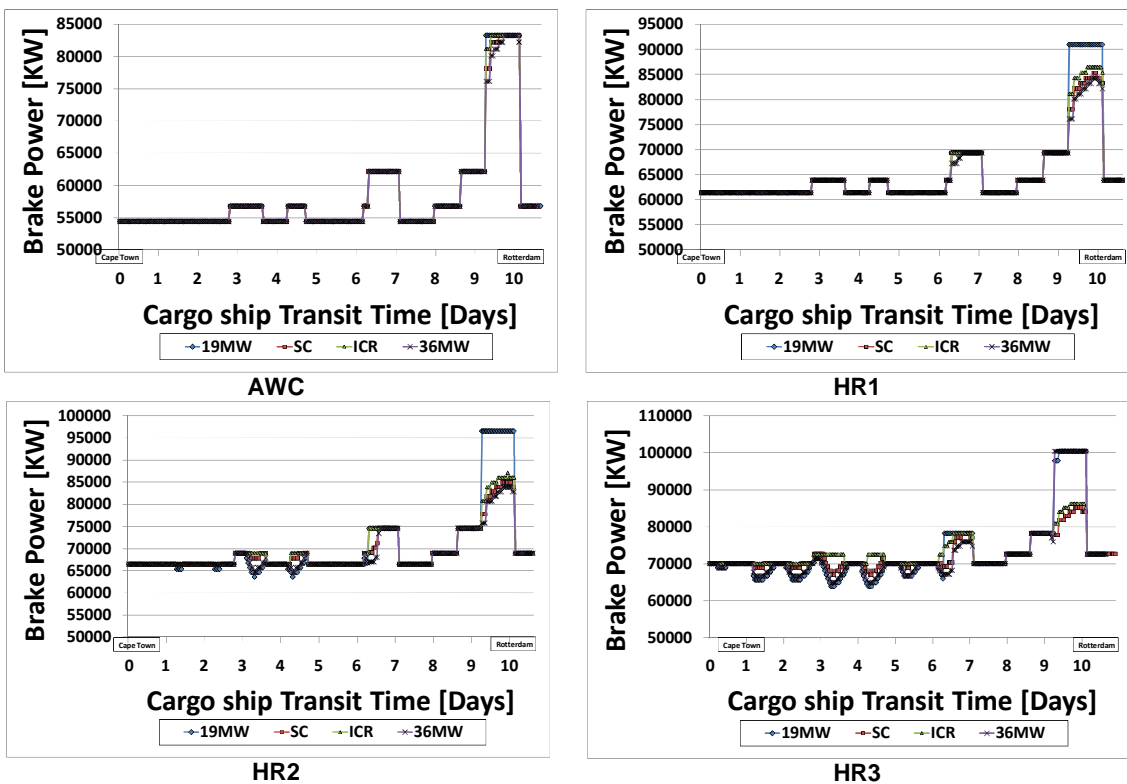 Brake Power [KW]
85000
80000
75000
70000
65000
60000
55000
50000
Cape Town
Rotterdam
0 1 2 3 4 5 6 7 8 9 10
Cargo ship Transit Time [Days]
19MW SC ICR 36MW
AWC
Brake Power [KW]
95000
90000
85000
80000
75000
70000
65000
60000
55000
50000
Cape Town
Rotterdam
0 1 2 3 4 5 6 7 8 9 10
Cargo ship Transit Time [Days]
19MW SC ICR 36MW
HR1
Brake Power [KW]
100000
95000
90000
85000
80000
75000
70000
65000
60000
55000
50000
Cape Town
Rotterdam
0 1 2 3 4 5 6 7 8 9 10
Cargo ship Transit Time [Days]
19MW SC ICR 36MW
HR2
Brake Power [KW]
110000
100000
90000
80000
70000
60000
50000
Cape Town
Rotterdam
0 1 2 3 4 5 6 7 8 9 10
Cargo ship Transit Time [Days]
19MW SC ICR 36MW
HR3